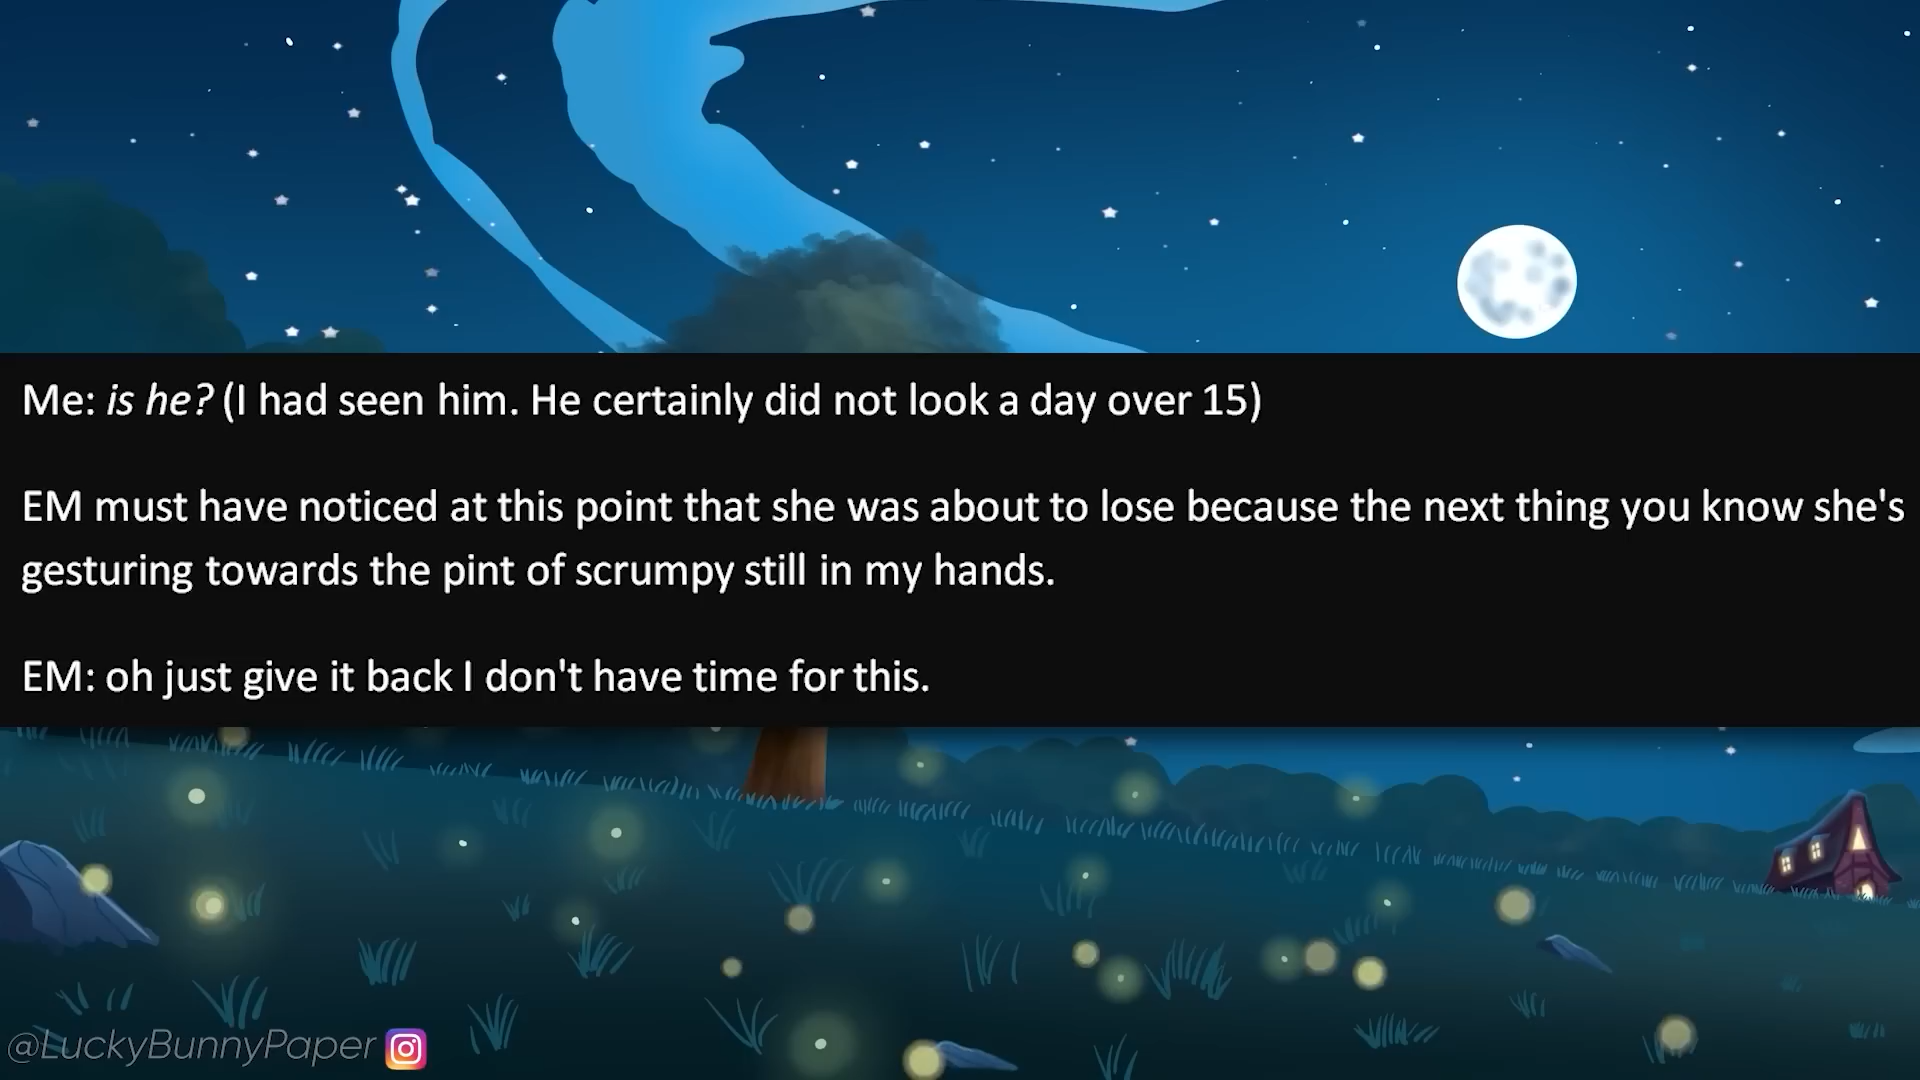 Me: is he? (I had seen him. He certainly did not look a day over 15)
EM must have noticed at this point that she was about to lose because the next thing you know she's
gesturing towards the pint of scrumpy still in my hands.
EM: oh just give it back I don't have time for this.
@LuckyBunnyPaper